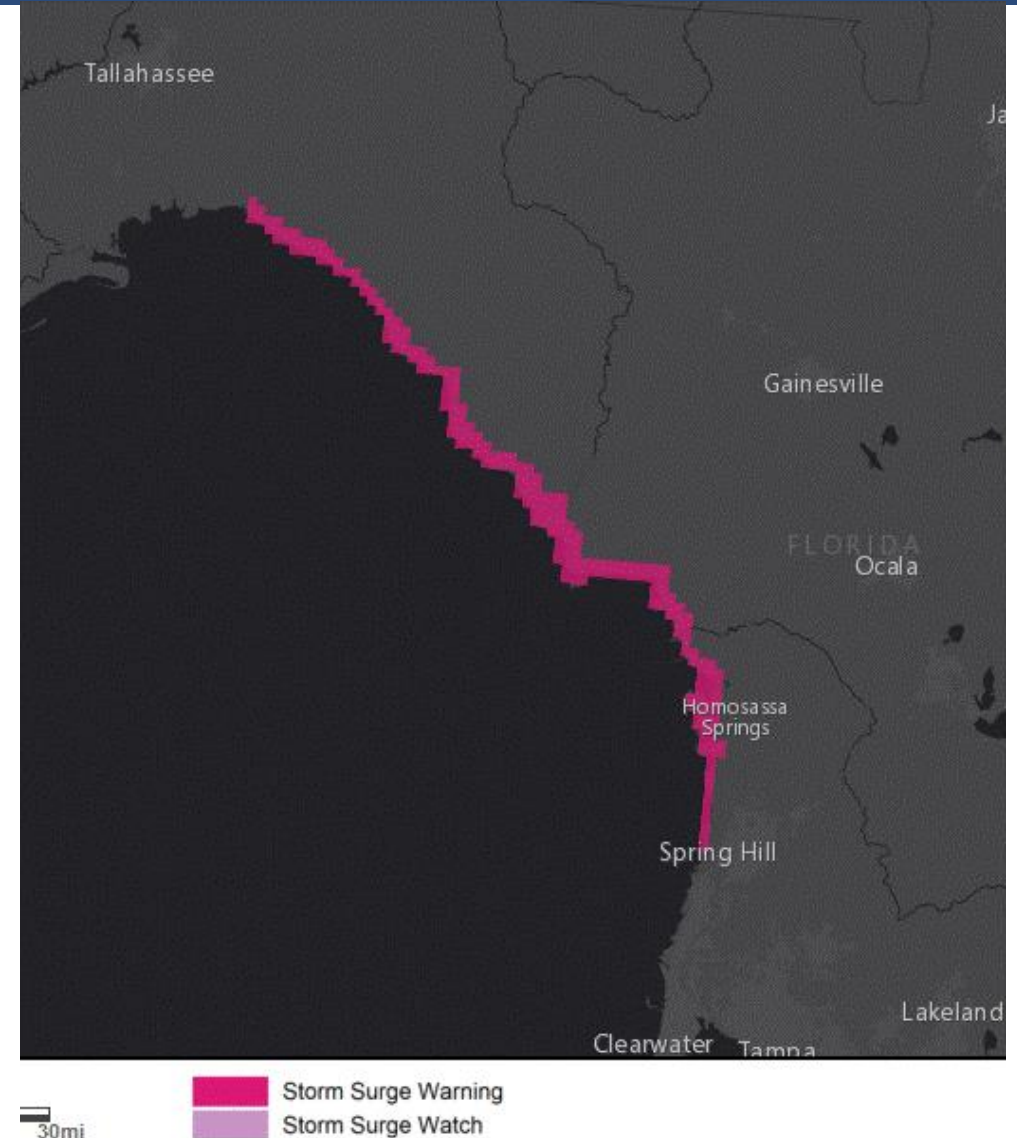 Tallahassee
Ja
Gainesville
FLORIDA
Ocala
Homosassa
Springs
Spring Hill
Lakeland
Clearwater
Tampa
Storm Surge Warning
30mi
Storm Surge Watch